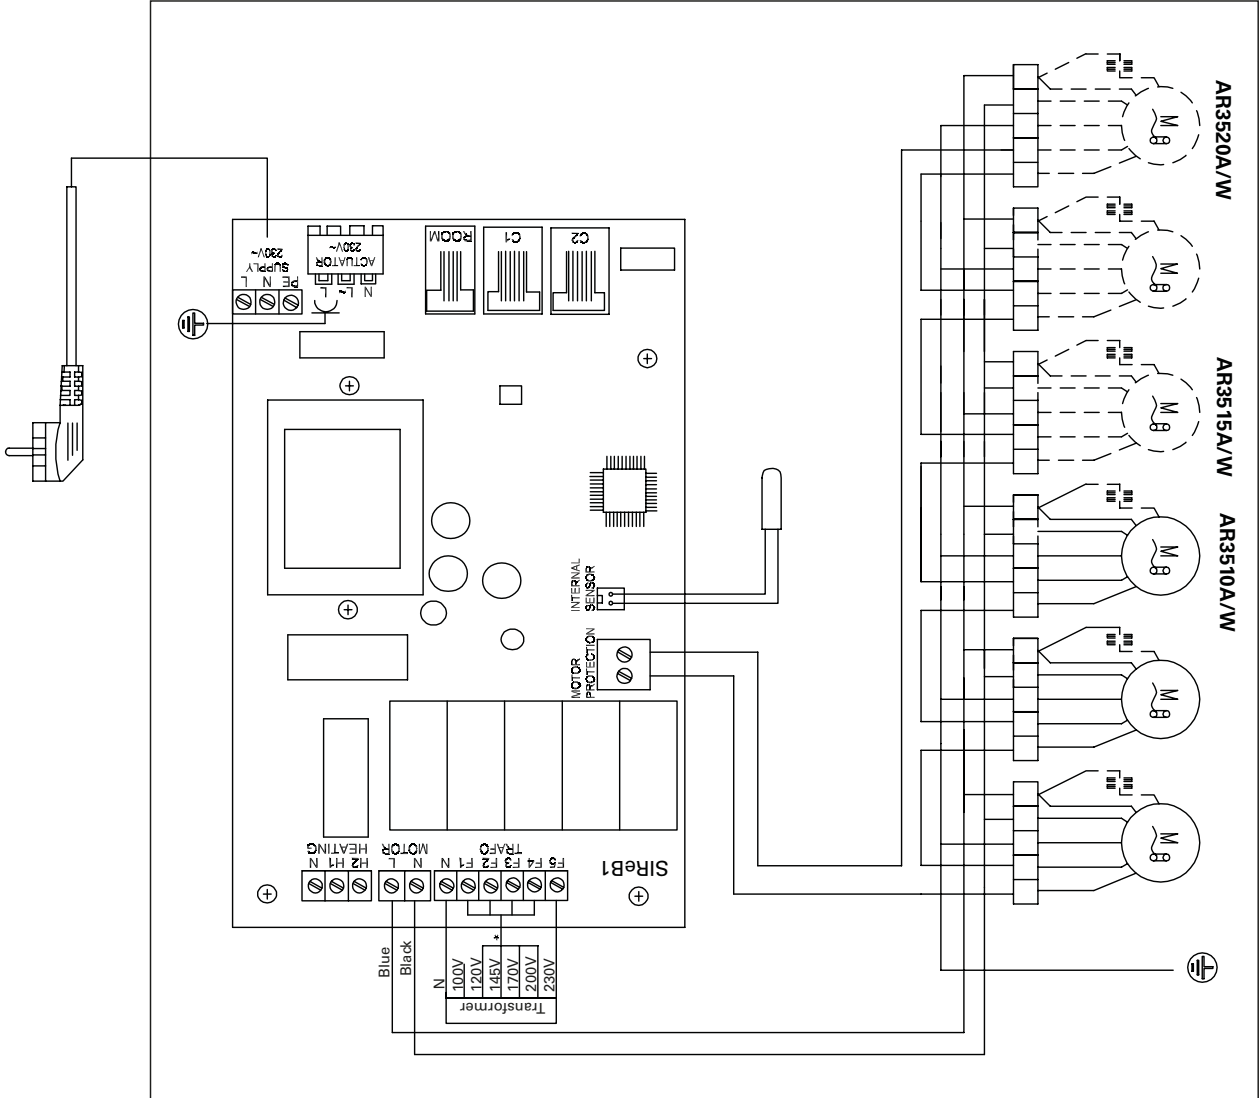 AR3520A/W
AR3515A/W
AR3510A/W
M
M
M
M
M
M
SUPPLY
230V~
L N PE
ACTUATOR
230V~
L L~ N
ROOM
C1
C2
INTERNAL
SENSOR
MOTOR
PROTECTION
HEATING
N H1 H2
MOTOR
L N
TRAFO
N F1 F2 F3 F4 F5
SIReB1
Blue
Black
*
N
100V
120V
145V
170V
200V
230V
Transformer